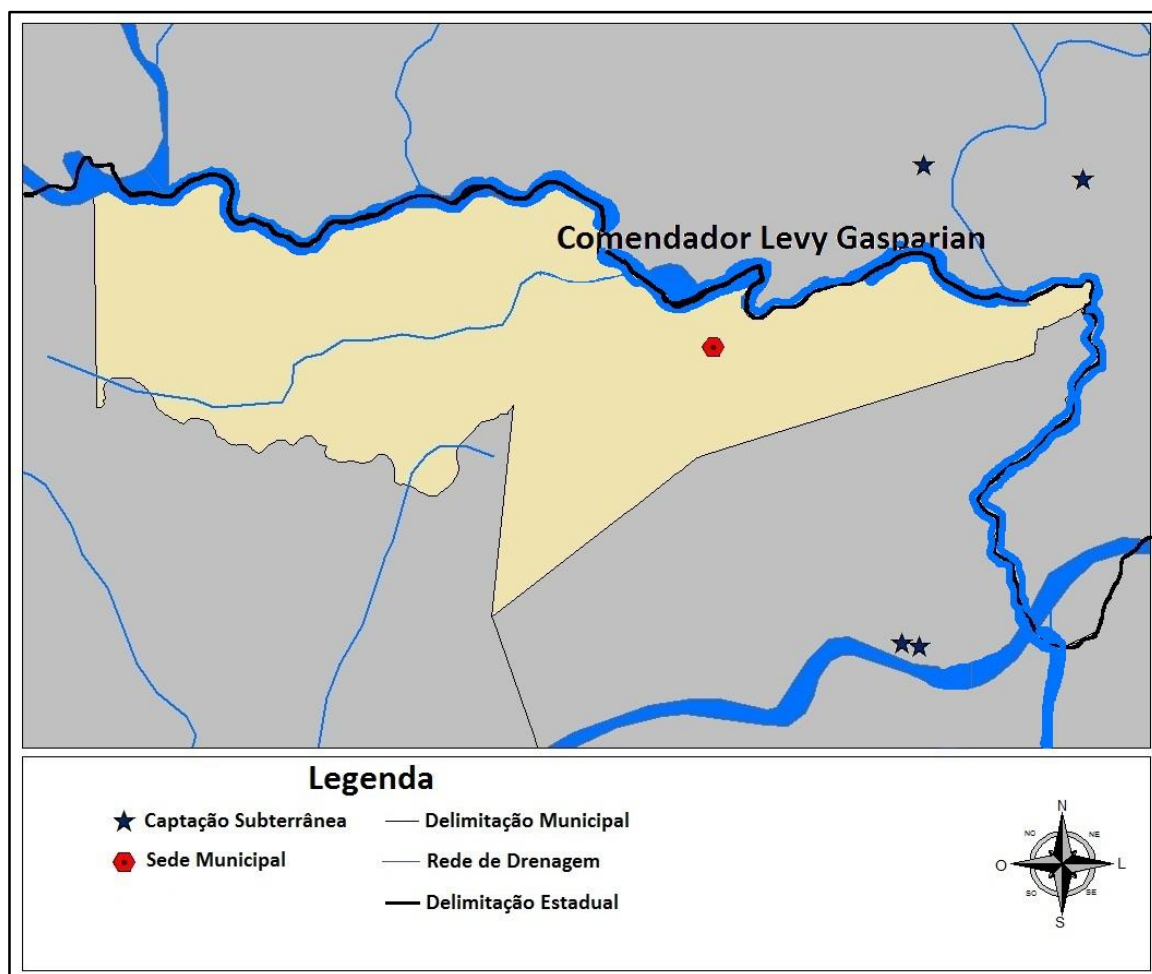 Comendador Levy Gasparian
Legenda
Captação Subterrânea
Delimitação Municipal
Sede Municipal
Rede de Drenagem
Delimitação Estadual
N
NO
NE
O
L
SO
SE
S